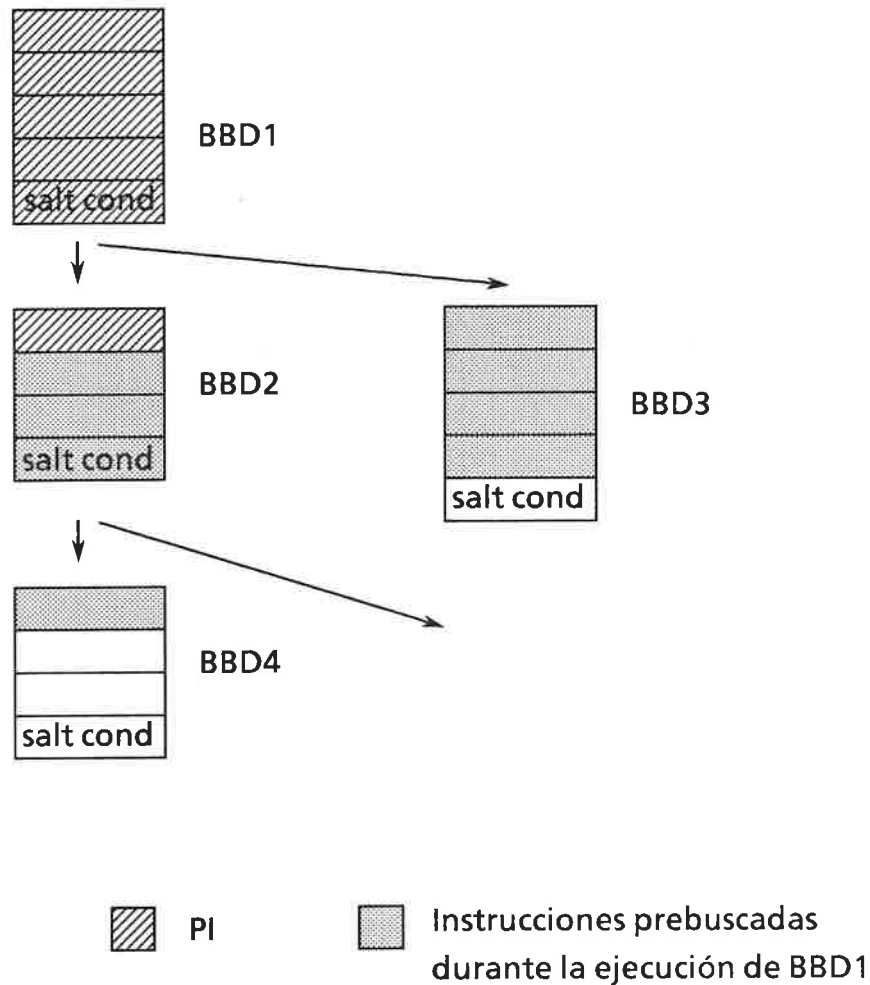 BBD1
salt cond
BBD2
BBD3
salt cond
salt cond
BBD4
salt cond
PI
Instrucciones prebuscadas
durante la ejecución de BBD1